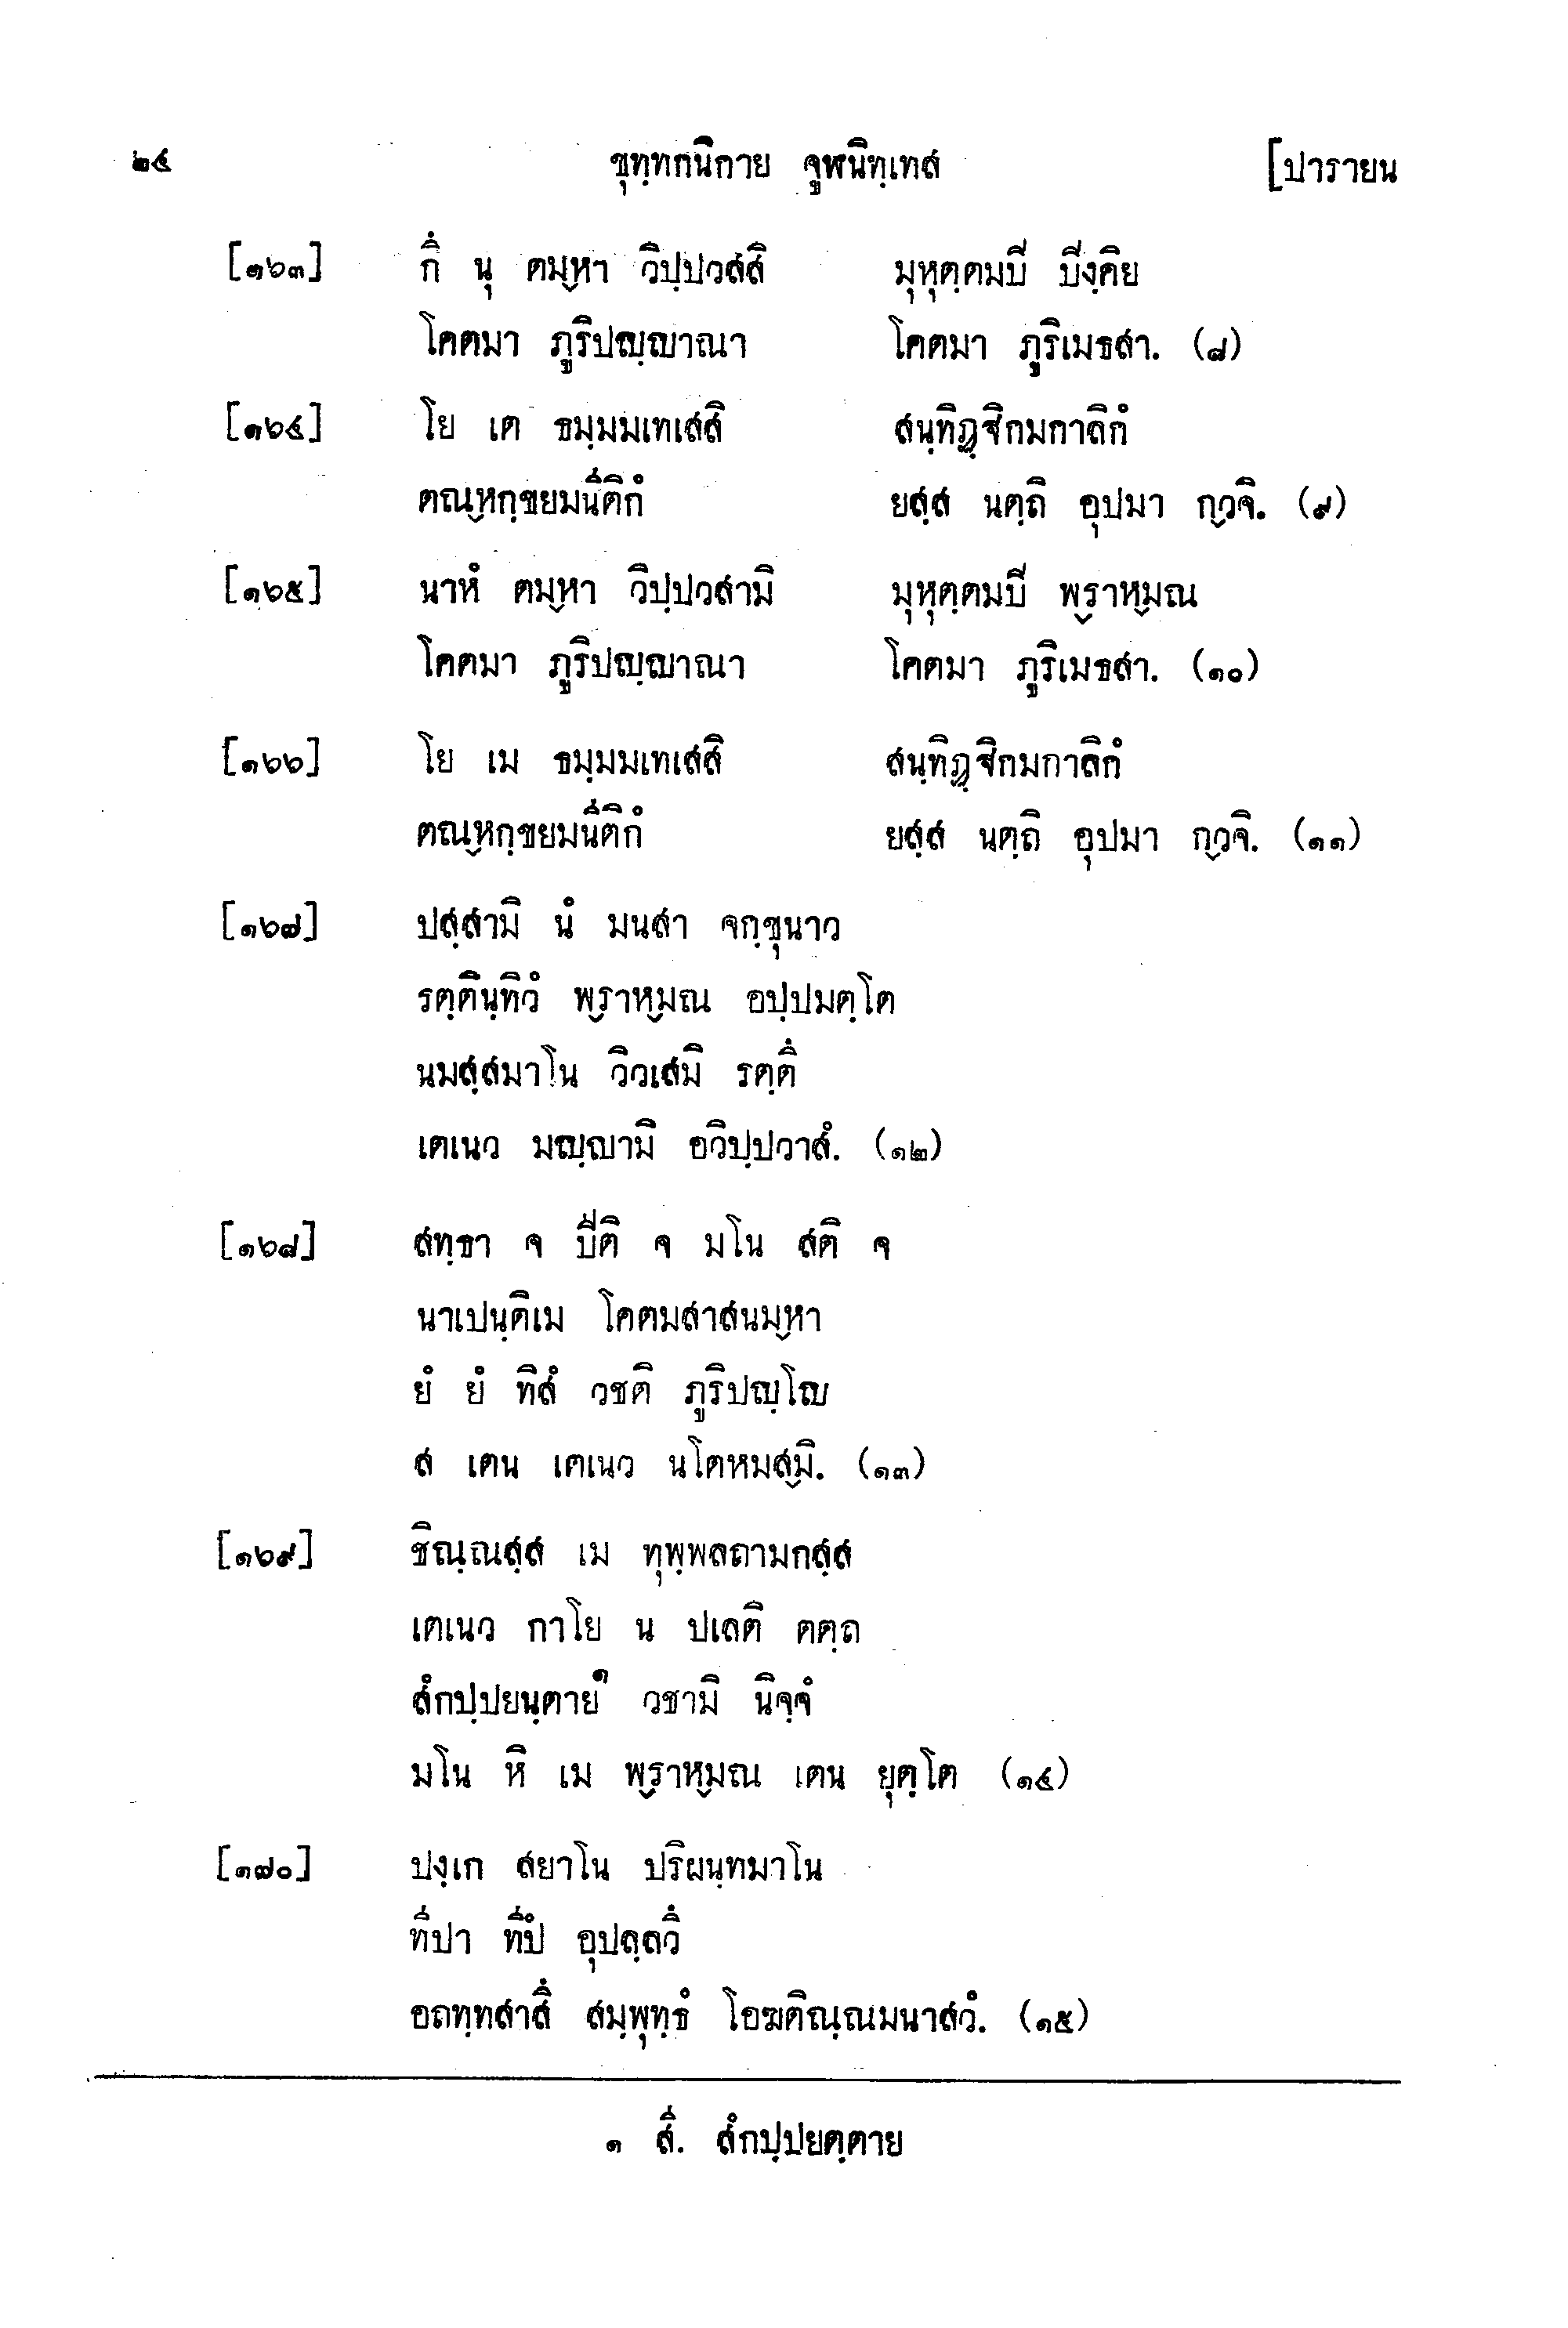 ๒๔ ขุทฺทกนิกาย จูฬนิทฺเทส [ปารายน
[๑๖๓] กึ นุ ตมฺหา วิปฺปวสสิ มุหุตฺตมปิ ปิงฺคิย
โคตมา ภูริปญฺญาณา โคตมา ภูริเมธสา. (๘)
[๑๖๔] โย เต ธมฺมมเทเสสิ สนฺทิฏฺฐิกมกาลิกํ
ตณฺหกฺขยมนีติกํ ยสฺส นตฺถิ อุปมา กฺวจิ. (๙)
[๑๖๕] นาหํ ตมฺหา วิปฺปวสามิ มุหุตฺตมปิ พฺราหฺมณ
โคตมา ภูริปญฺญาณา โคตมา ภูริเมธสา. (๑๐)
[๑๖๖] โย เม ธมฺมมเทเสสิ สนฺทิฏฺฐิกมกาลิกํ
ตณฺหกฺขยมนีติกํ ยสฺส นตฺถิ อุปมา กฺวจิ. (๑๑)
[๑๖๗] ปสฺสามิ นํ มนสา จกฺขุนาว
รตฺตินฺทิวํ พฺราหฺมณ อปฺปมตฺโต
นมสฺสมาโน วิวเสมิ รตฺตึ
เตเนว มญฺญามิ อวิปฺปวาสํ. (๑๒)
[๑๖๘] สทฺธา จ ปีติ จ มโน สติ จ
นาเปนฺติเม โคตมสาสนมฺหา
ยํ ยํ ทิสํ วชติ ภูริปญฺโญ
ส เตน เตเนว นโตหมสฺมิ. (๑๓)
[๑๖๙] ชิณฺณสฺส เม ทุพฺพลถามกสฺส
เตเนว กาโย น ปเลติ ตตฺถ
สํกปฺปยนฺตาย๑ วชามิ นิจฺจํ
มโน หิ เม พฺราหฺมณ เตน ยุตฺโต (๑๔)
[๑๗๐] ปงฺเก สยาโน ปริผนฺทมาโน
ทีปา ทีปํ อุปลฺลวึ
อถทฺทสาสึ สมฺพุทฺธํ โอฆติณฺณมนาสวํ. (๑๕)
๑ สี. สํกปฺปยตฺตาย